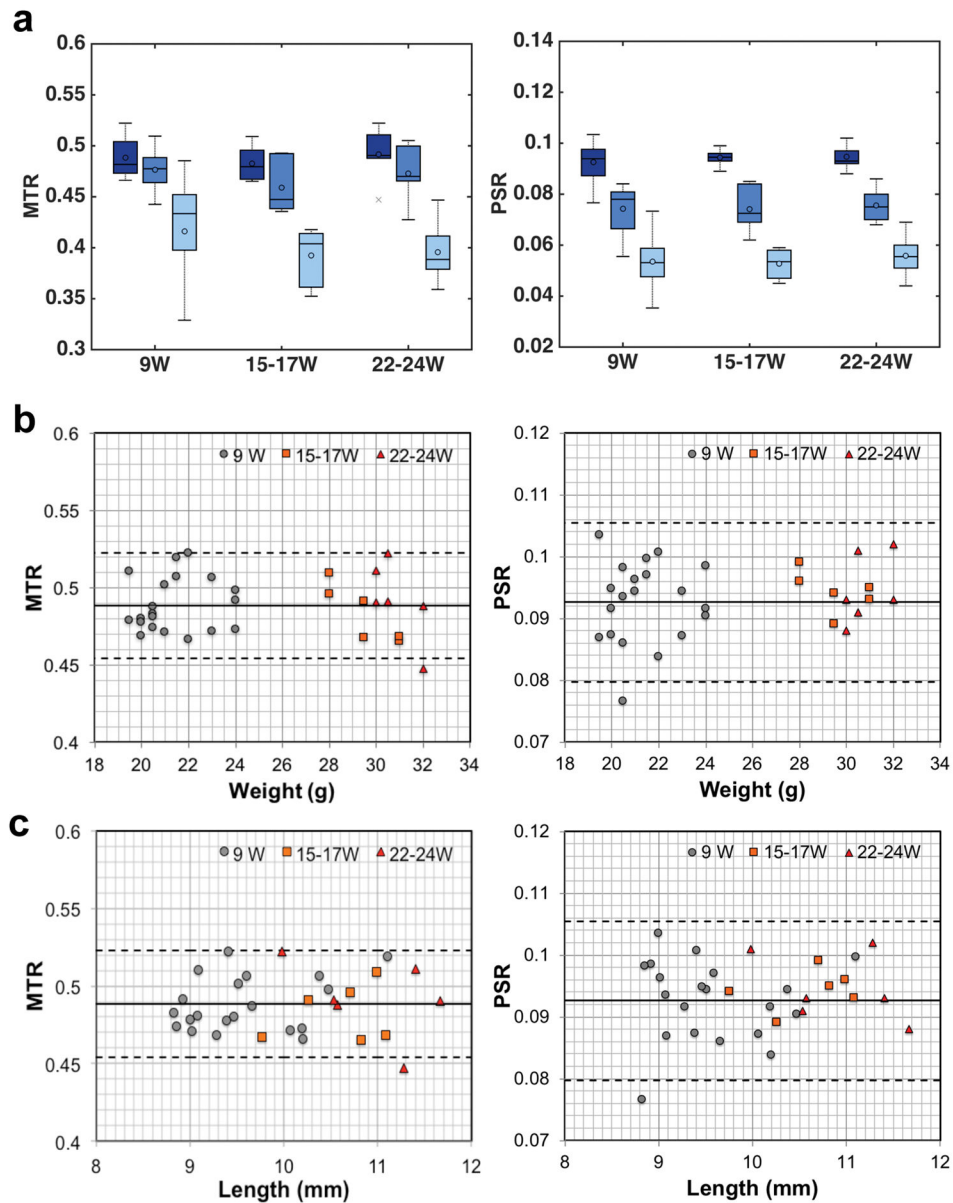 a
0.6
0.55
0.5
0.45
0.4
0.35
0.3
MTR
9W 15-17W 22-24W
0.14
0.12
0.1
0.08
0.06
0.04
0.02
PSR
9W 15-17W 22-24W
b
0.6
0.55
0.5
0.45
0.4
MTR
9 W 15-17W 22-24W
18 20 22 24 26 28 30 32 34
Weight (g)
0.12
0.11
0.1
0.09
0.08
0.07
PSR
9 W 15-17W 22-24W
18 20 22 24 26 28 30 32 34
Weight (g)
c
0.6
0.55
0.5
0.45
0.4
MTR
9 W 15-17W 22-24W
8 9 10 11 12
Length (mm)
0.12
0.11
0.1
0.09
0.08
0.07
PSR
9 W 15-17W 22-24W
8 9 10 11 12
Length (mm)